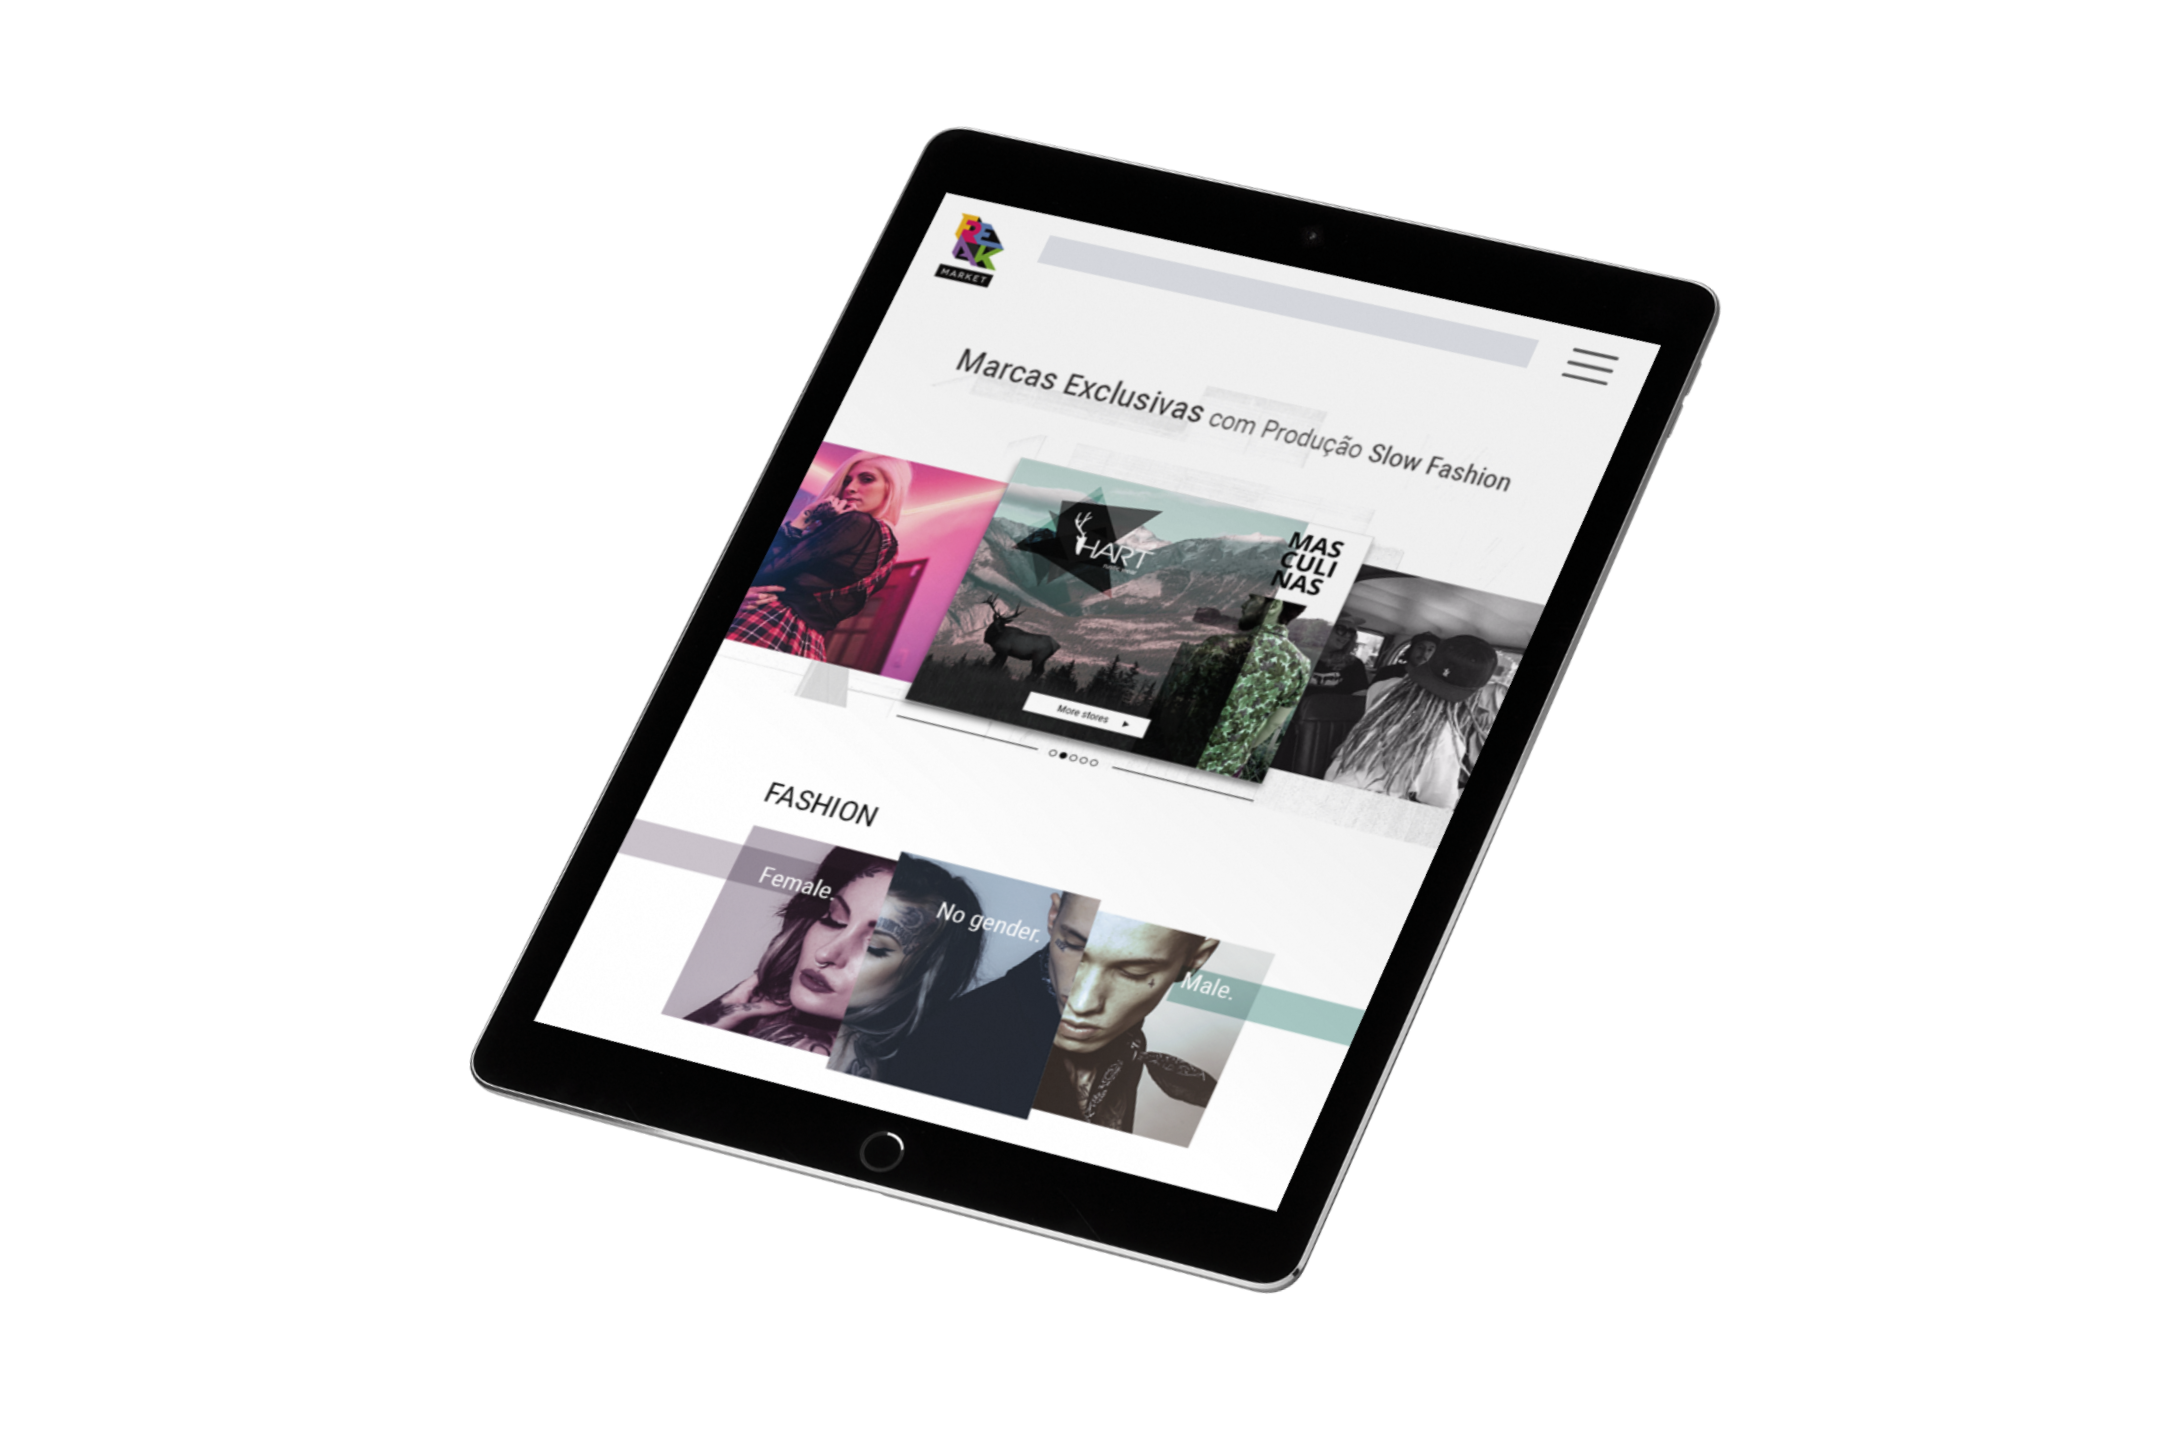 FREAK
MARKET
Marcas Exclusivas com Produção Slow Fashion
HART
MAS
CULI
NAS
More stores
FASHION
Female.
No gender.
Male.